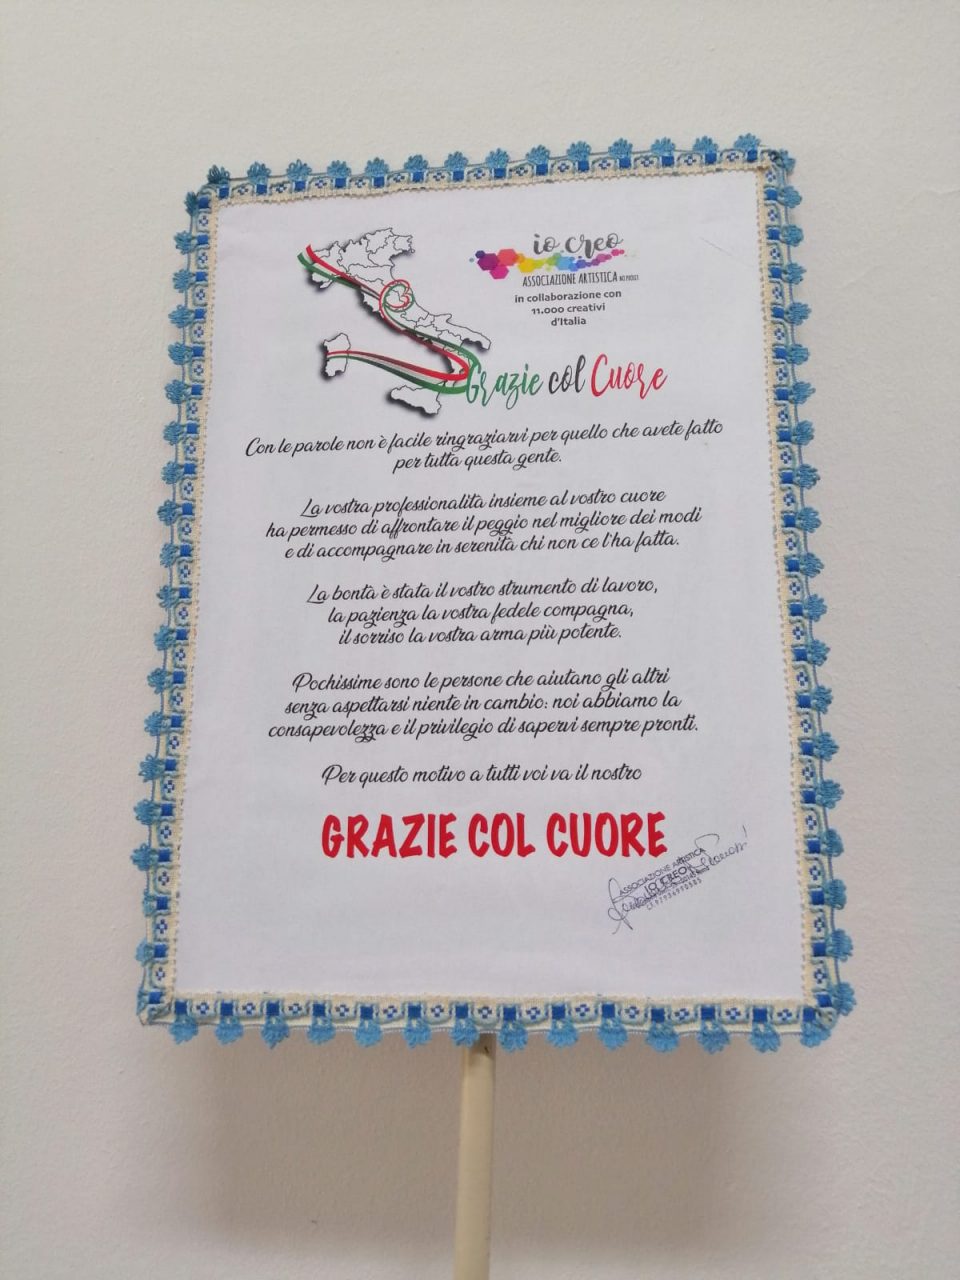 io creo
ASSOCIAZIONE ARTISTICA NO PROFIT
in collaborazione con
11.000 creativi
d'Italia
Grazie col Cuore
Con le parole non è facile ringraziarvi per quello che avete fatto
per tutta questa gente.
La vostra professionalità insieme al vostro cuore
ha permesso di affrontare il peggio nel migliore dei modi
e di accompagnare in serenità chi non ce l'ha fatta.
La bontà è stata il vostro strumento di lavoro,
la pazienza la vostra fedele compagna,
il sorriso la vostra arma più potente.
Pochissime sono le persone che aiutano gli altri
senza aspettarsi niente in cambio: noi abbiamo la
consapevolezza e il privilegio di sapervi sempre pronti.
Per questo motivo a tutti voi va il nostro
GRAZIE COL CUORE
ASSOCIAZIONE ARTISTICA
IO CREO